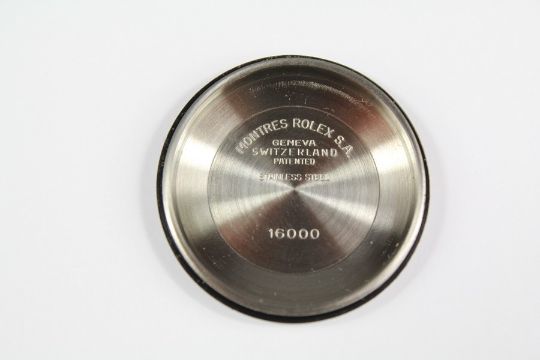 MONTRES ROLEX S.A.
GENEVA
SWITZERLAND
PATENTED
STAINLESS STEEL
16000